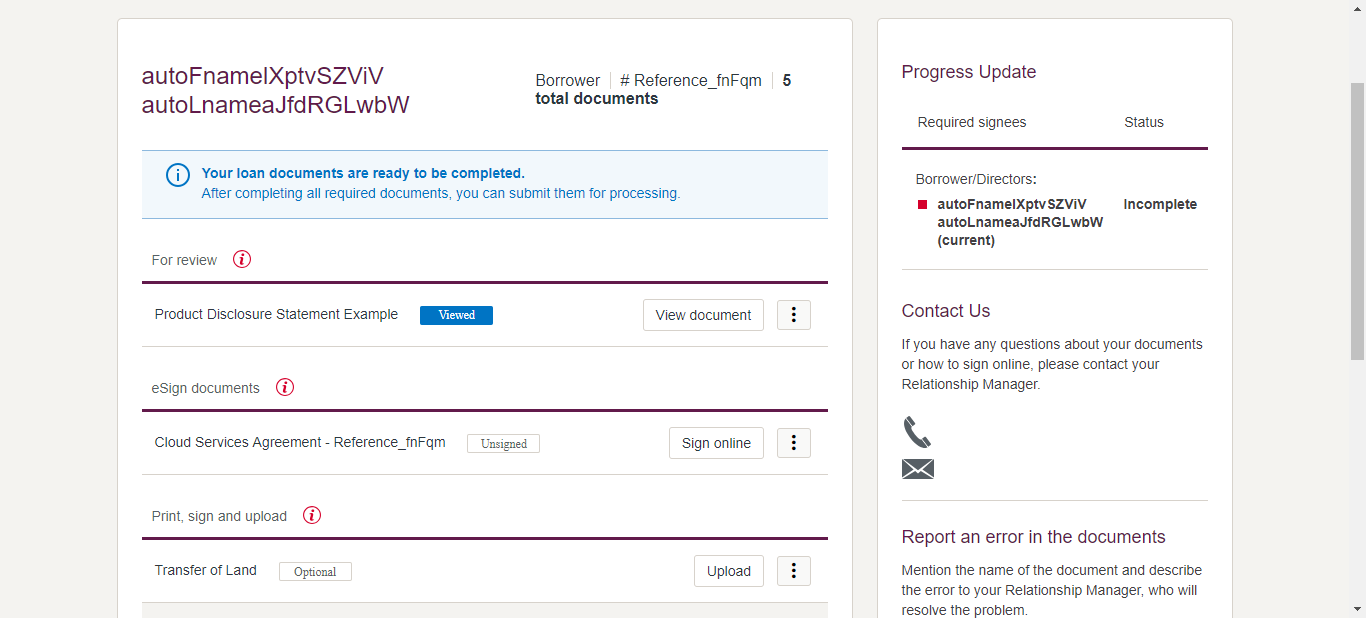 autoFnamelXptvSZViV
autoLnameaJfdRGLwbW
Borrower # Reference_fnFqm 5
total documents
Your loan documents are ready to be completed.
After completing all required documents, you can submit them for processing.
For review
Product Disclosure Statement Example Viewed View document
eSign documents
Cloud Services Agreement - Reference_fnFqm Unsigned Sign online
Print, sign and upload
Transfer of Land Optional Upload
Progress Update
Required signees Status
Borrower/Directors:
autoFnamelXptvSZViV Incomplete
autoLnameaJfdRGLwbW
(current)
Contact Us
If you have any questions about your documents
or how to sign online, please contact your
Relationship Manager.
Report an error in the documents
Mention the name of the document and describe
the error to your Relationship Manager, who will
resolve the problem.